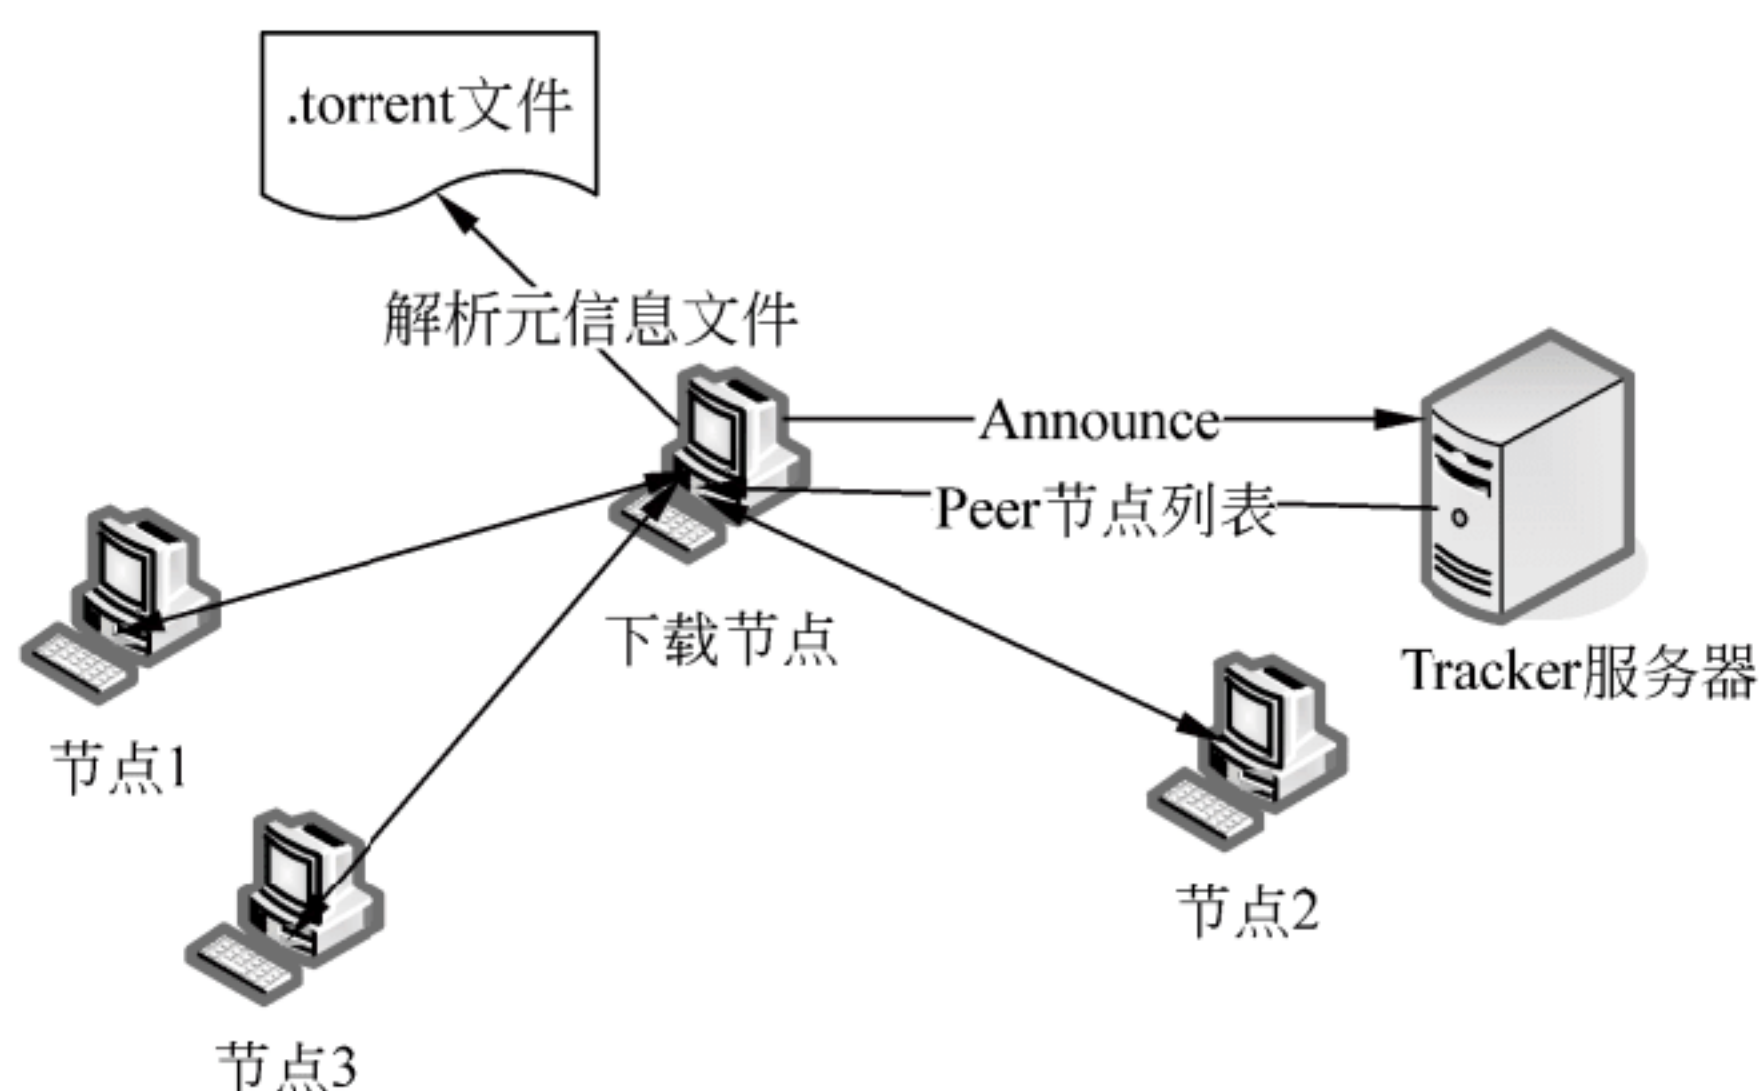 .torrent文件
解析元信息文件
Announce
Peer节点列表
下载节点
Tracker服务器
节点1
节点2
节点3